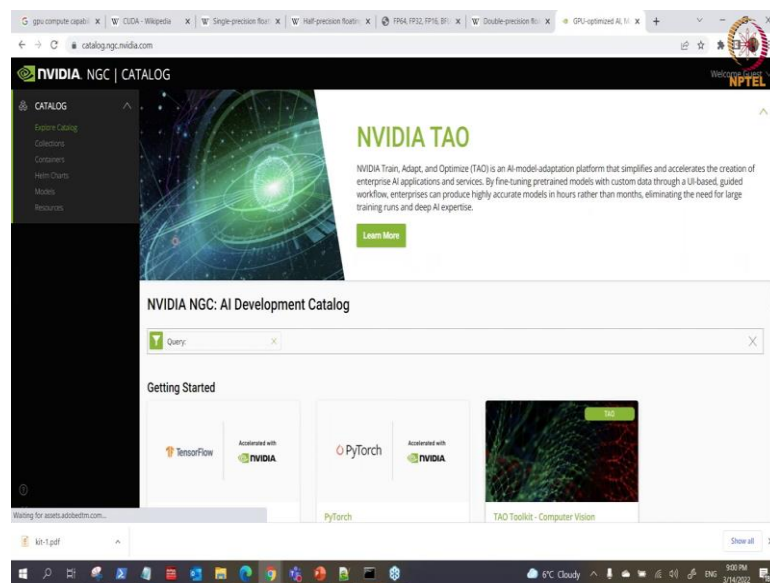 gpu compute capabil
CUDA - Wikipedia
Single-precision float
Half-precision floating
FP64, FP32, FP16, BFl
Double-precision flo
GPU-optimized AI, M
catalog.ngc.nvidia.com
NVIDIA. NGC | CATALOG
Welcome Guest
NPTEL
CATALOG
Explore Catalog
Collections
Containers
Helm Charts
Models
Resources
NVIDIA TAO
NVIDIA Train, Adapt, and Optimize (TAO) is an AI-model-adaptation platform that simplifies and accelerates the creation of
enterprise AI applications and services. By fine-tuning pretrained models with custom data through a UI-based, guided
workflow, enterprises can produce highly accurate models in hours rather than months, eliminating the need for large
training runs and deep AI expertise.
Learn More
NVIDIA NGC: AI Development Catalog
Query:
Getting Started
TensorFlow
Accelerated with
NVIDIA
PyTorch
Accelerated with
NVIDIA
TAO
PyTorch
TAO Toolkit - Computer Vision
Waiting for assets.adobedtm.com...
kit-1.pdf
Show all
6°C Cloudy
ENG
9:00 PM
3/14/2022